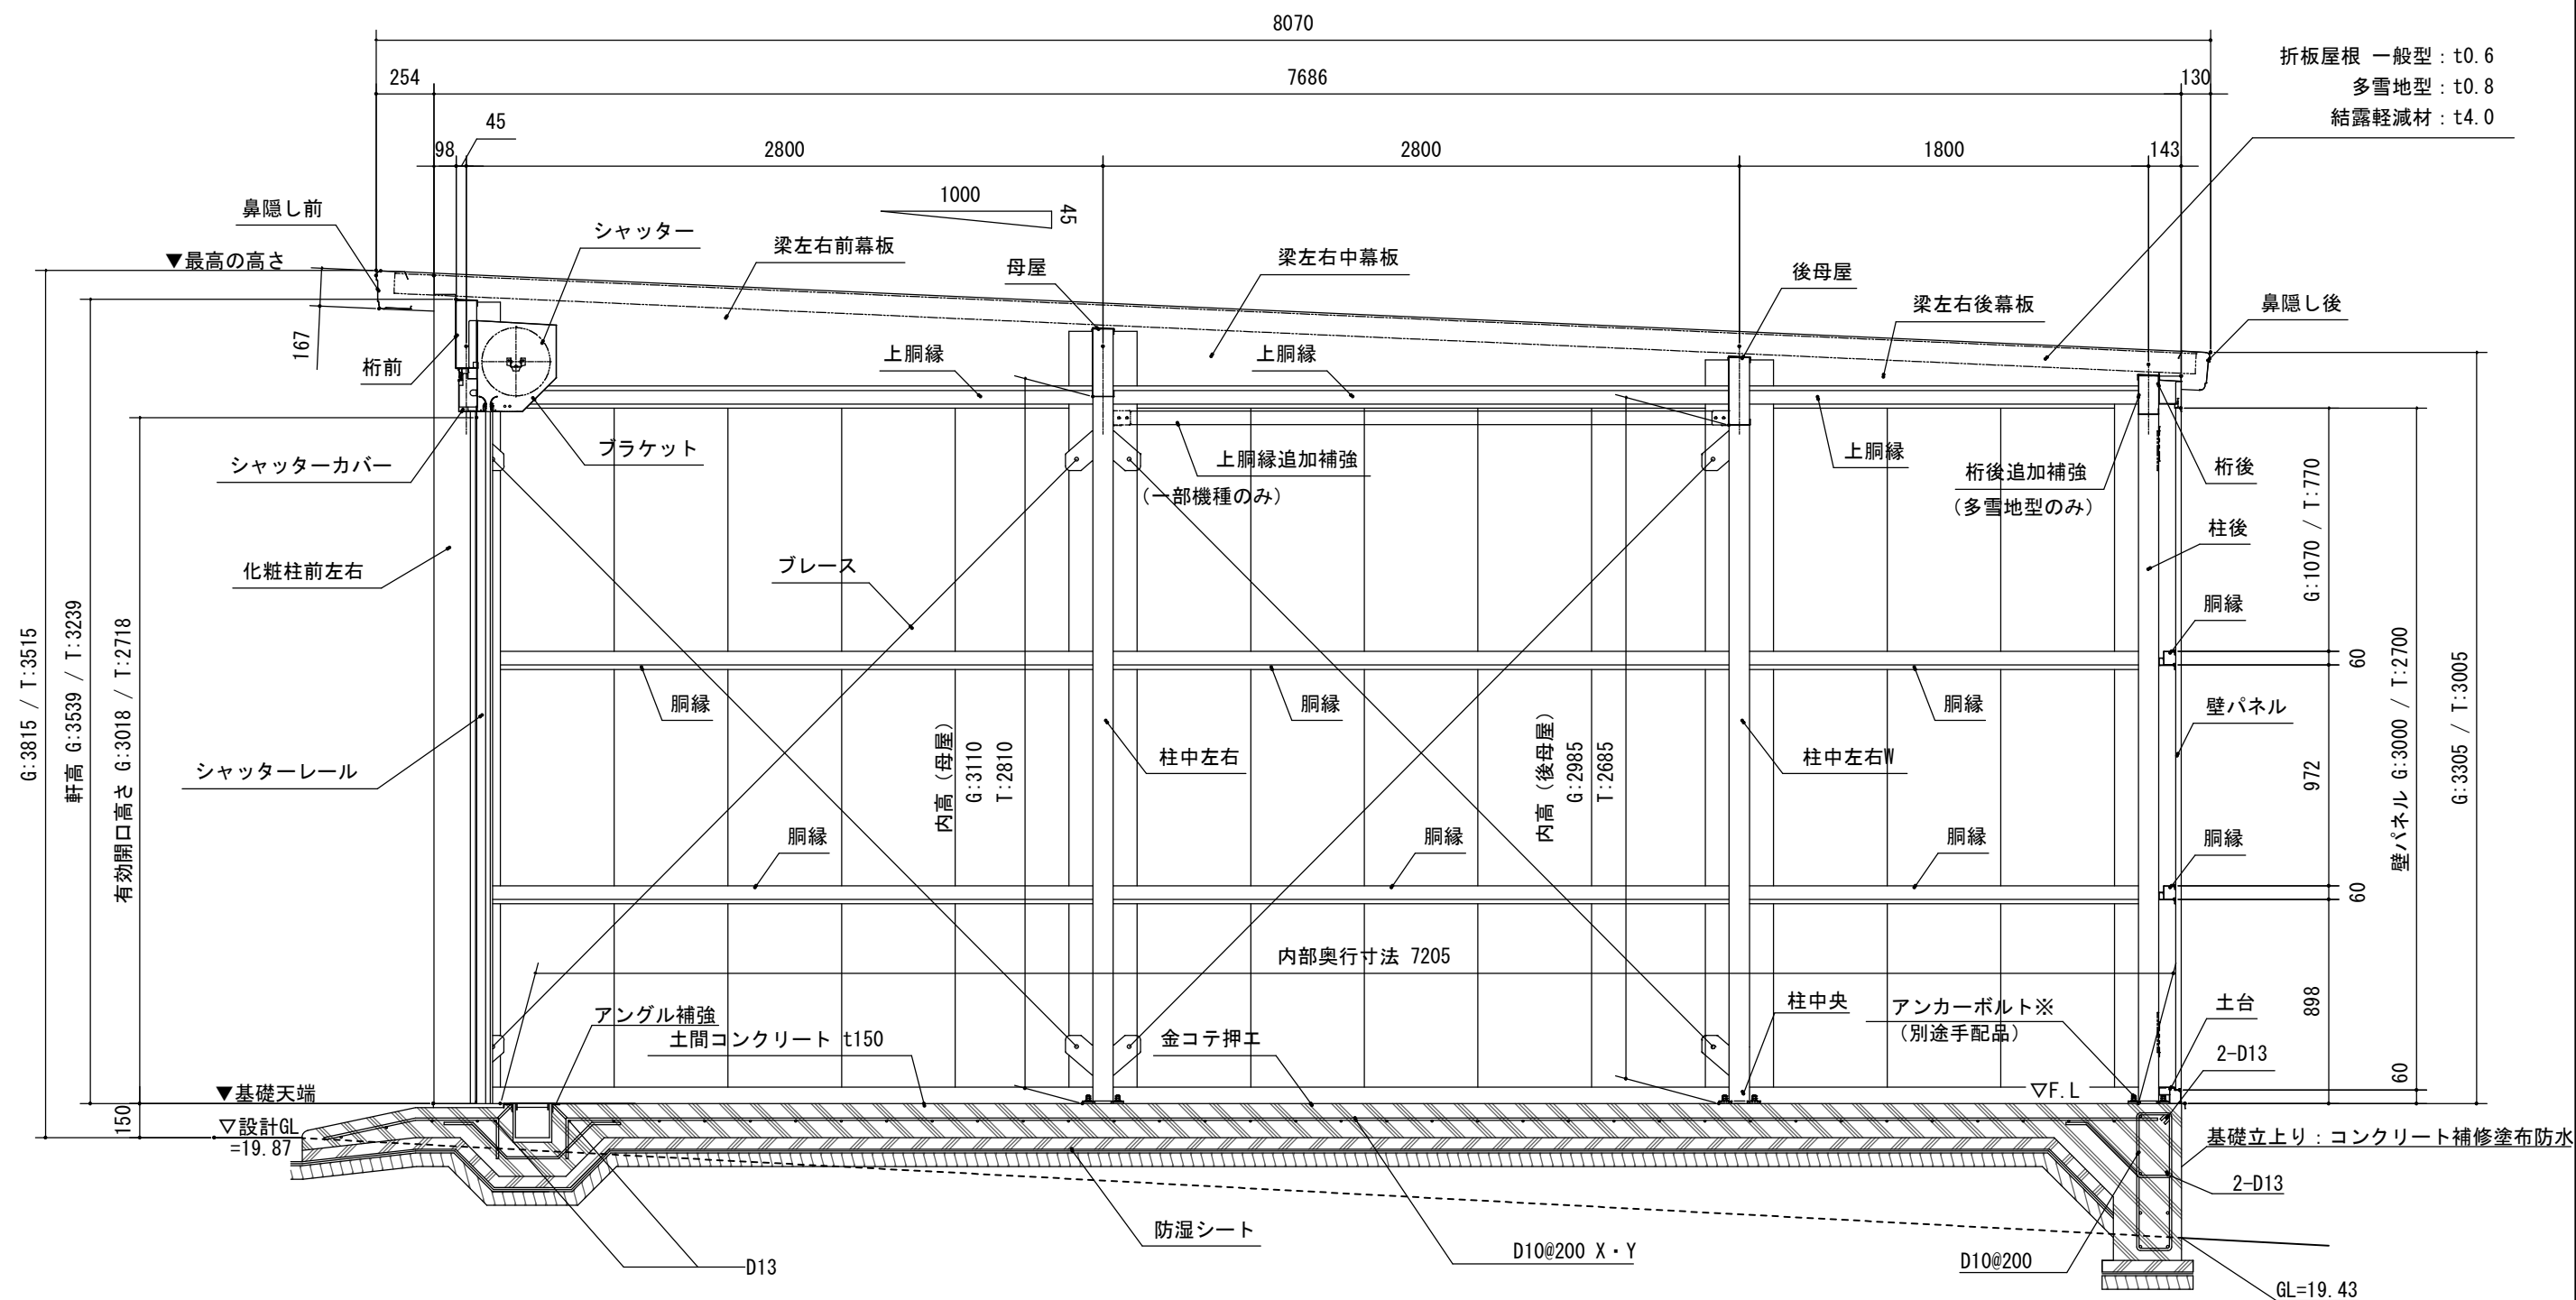 8070
254
7686
130
折板屋根 一般型：t0.6
多雪地型：t0.8
結露軽減材：t4.0
45
98
2800
2800
1800
143
1000
45
鼻隠し前
シャッター
梁左右前幕板
母屋
梁左右中幕板
後母屋
梁左右後幕板
鼻隠し後
▼最高の高さ
167
桁前
上胴縁
上胴縁
シャッターカバー
ブラケット
上胴縁追加補強
（一部機種のみ）
上胴縁
桁後追加補強
（多雪地型のみ）
桁後
柱後
化粧柱前左右
ブレース
胴縁
G:3815 / T:3515
軒高 G:3539 / T:3239
有効開口高さ G:3018 / T:2718
G:1070 / T:770
60
壁パネル G:3000 / T:2700
G:3305 / T:3005
胴縁
胴縁
胴縁
壁パネル
シャッターレール
内高（母屋）
G:3110
T:2810
柱中左右
内高（後母屋）
G:2985
T:2685
柱中左右W
972
胴縁
胴縁
胴縁
胴縁
60
内部奥行寸法 7205
898
60
アングル補強
土間コンクリート t150
金コテ押エ
柱中央
アンカーボルト※
（別途手配品）
土台
2-D13
▼基礎天端
150
▽設計GL
=19.87
▽F.L
基礎立上り：コンクリート補修塗布防水
2-D13
防湿シート
D13
D10@200 X・Y
D10@200
GL=19.43